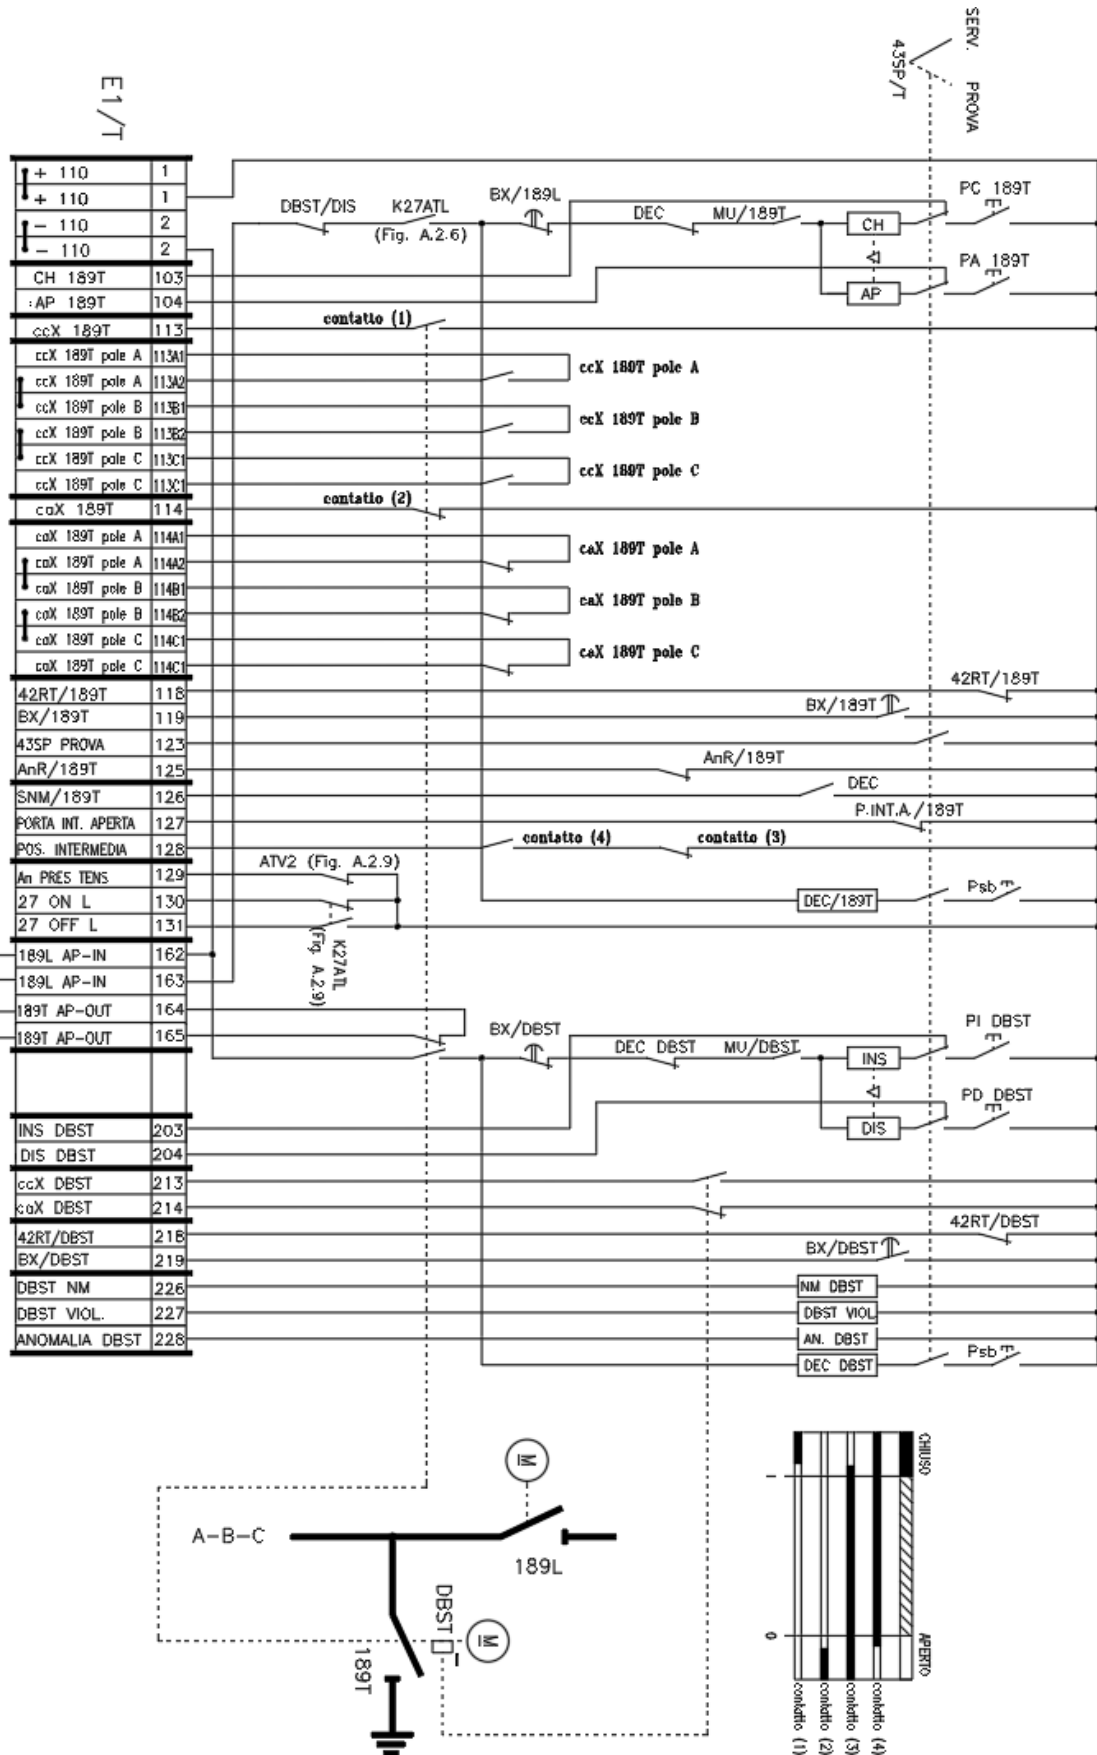 SERV.
PROVA
43SP/T
E1/T
+ 110 1
+ 110 1
- 110 2
- 110 2
CH 189T 103
:AP 189T 104
ccX 189T 113
ccX 189T pole A 113A1
ccX 189T pole A 113A2
ccX 189T pole B 113B1
ccX 189T pole B 113B2
ccX 189T pole C 113C1
ccX 189T pole C 113C1
caX 189T 114
caX 189T pole A 114A1
caX 189T pole A 114A2
caX 189T pole B 114B1
caX 189T pole B 114B2
caX 189T pole C 114C1
caX 189T pole C 114C1
42RT/189T 118
BX/189T 119
43SP PROVA 123
AnR/189T 125
SNM/189T 126
PORTA INT. APERTA 127
POS. INTERMEDIA 128
An PRES TENS 129
27 ON L 130
27 OFF L 131
189L AP-IN 162
189L AP-IN 163
189T AP-OUT 164
189T AP-OUT 165
INS DBST 203
DIS DBST 204
ccX DBST 213
caX DBST 214
42RT/DBST 218
BX/DBST 219
DBST NM 226
DBST VIOL. 227
ANOMALIA DBST 228
DBST/DIS
K27ATL
(Fig. A.2.6)
BX/189L
DEC
MU/189T
CH
PC 189T
AP
PA 189T
contatto (1)
ccX 189T pole A
ccX 189T pole B
ccX 189T pole C
contatto (2)
caX 189T pole A
caX 189T pole B
caX 189T pole C
42RT/189T
BX/189T
AnR/189T
DEC
P.INT.A./189T
contatto (4)
contatto (3)
ATV2 (Fig. A.2.9)
DEC/189T
Psb
K27ATL
(Fig. A.2.9)
BX/DBST
DEC DBST
MU/DBST
INS
PI DBST
DIS
PD DBST
42RT/DBST
BX/DBST
NM DBST
DBST VIOL
AN. DBST
DEC DBST
Psb
CHIUSO
APERTO
I
0
contatto (1)
contatto (2)
contatto (3)
contatto (4)
M
A-B-C
189L
DBST
M
189T